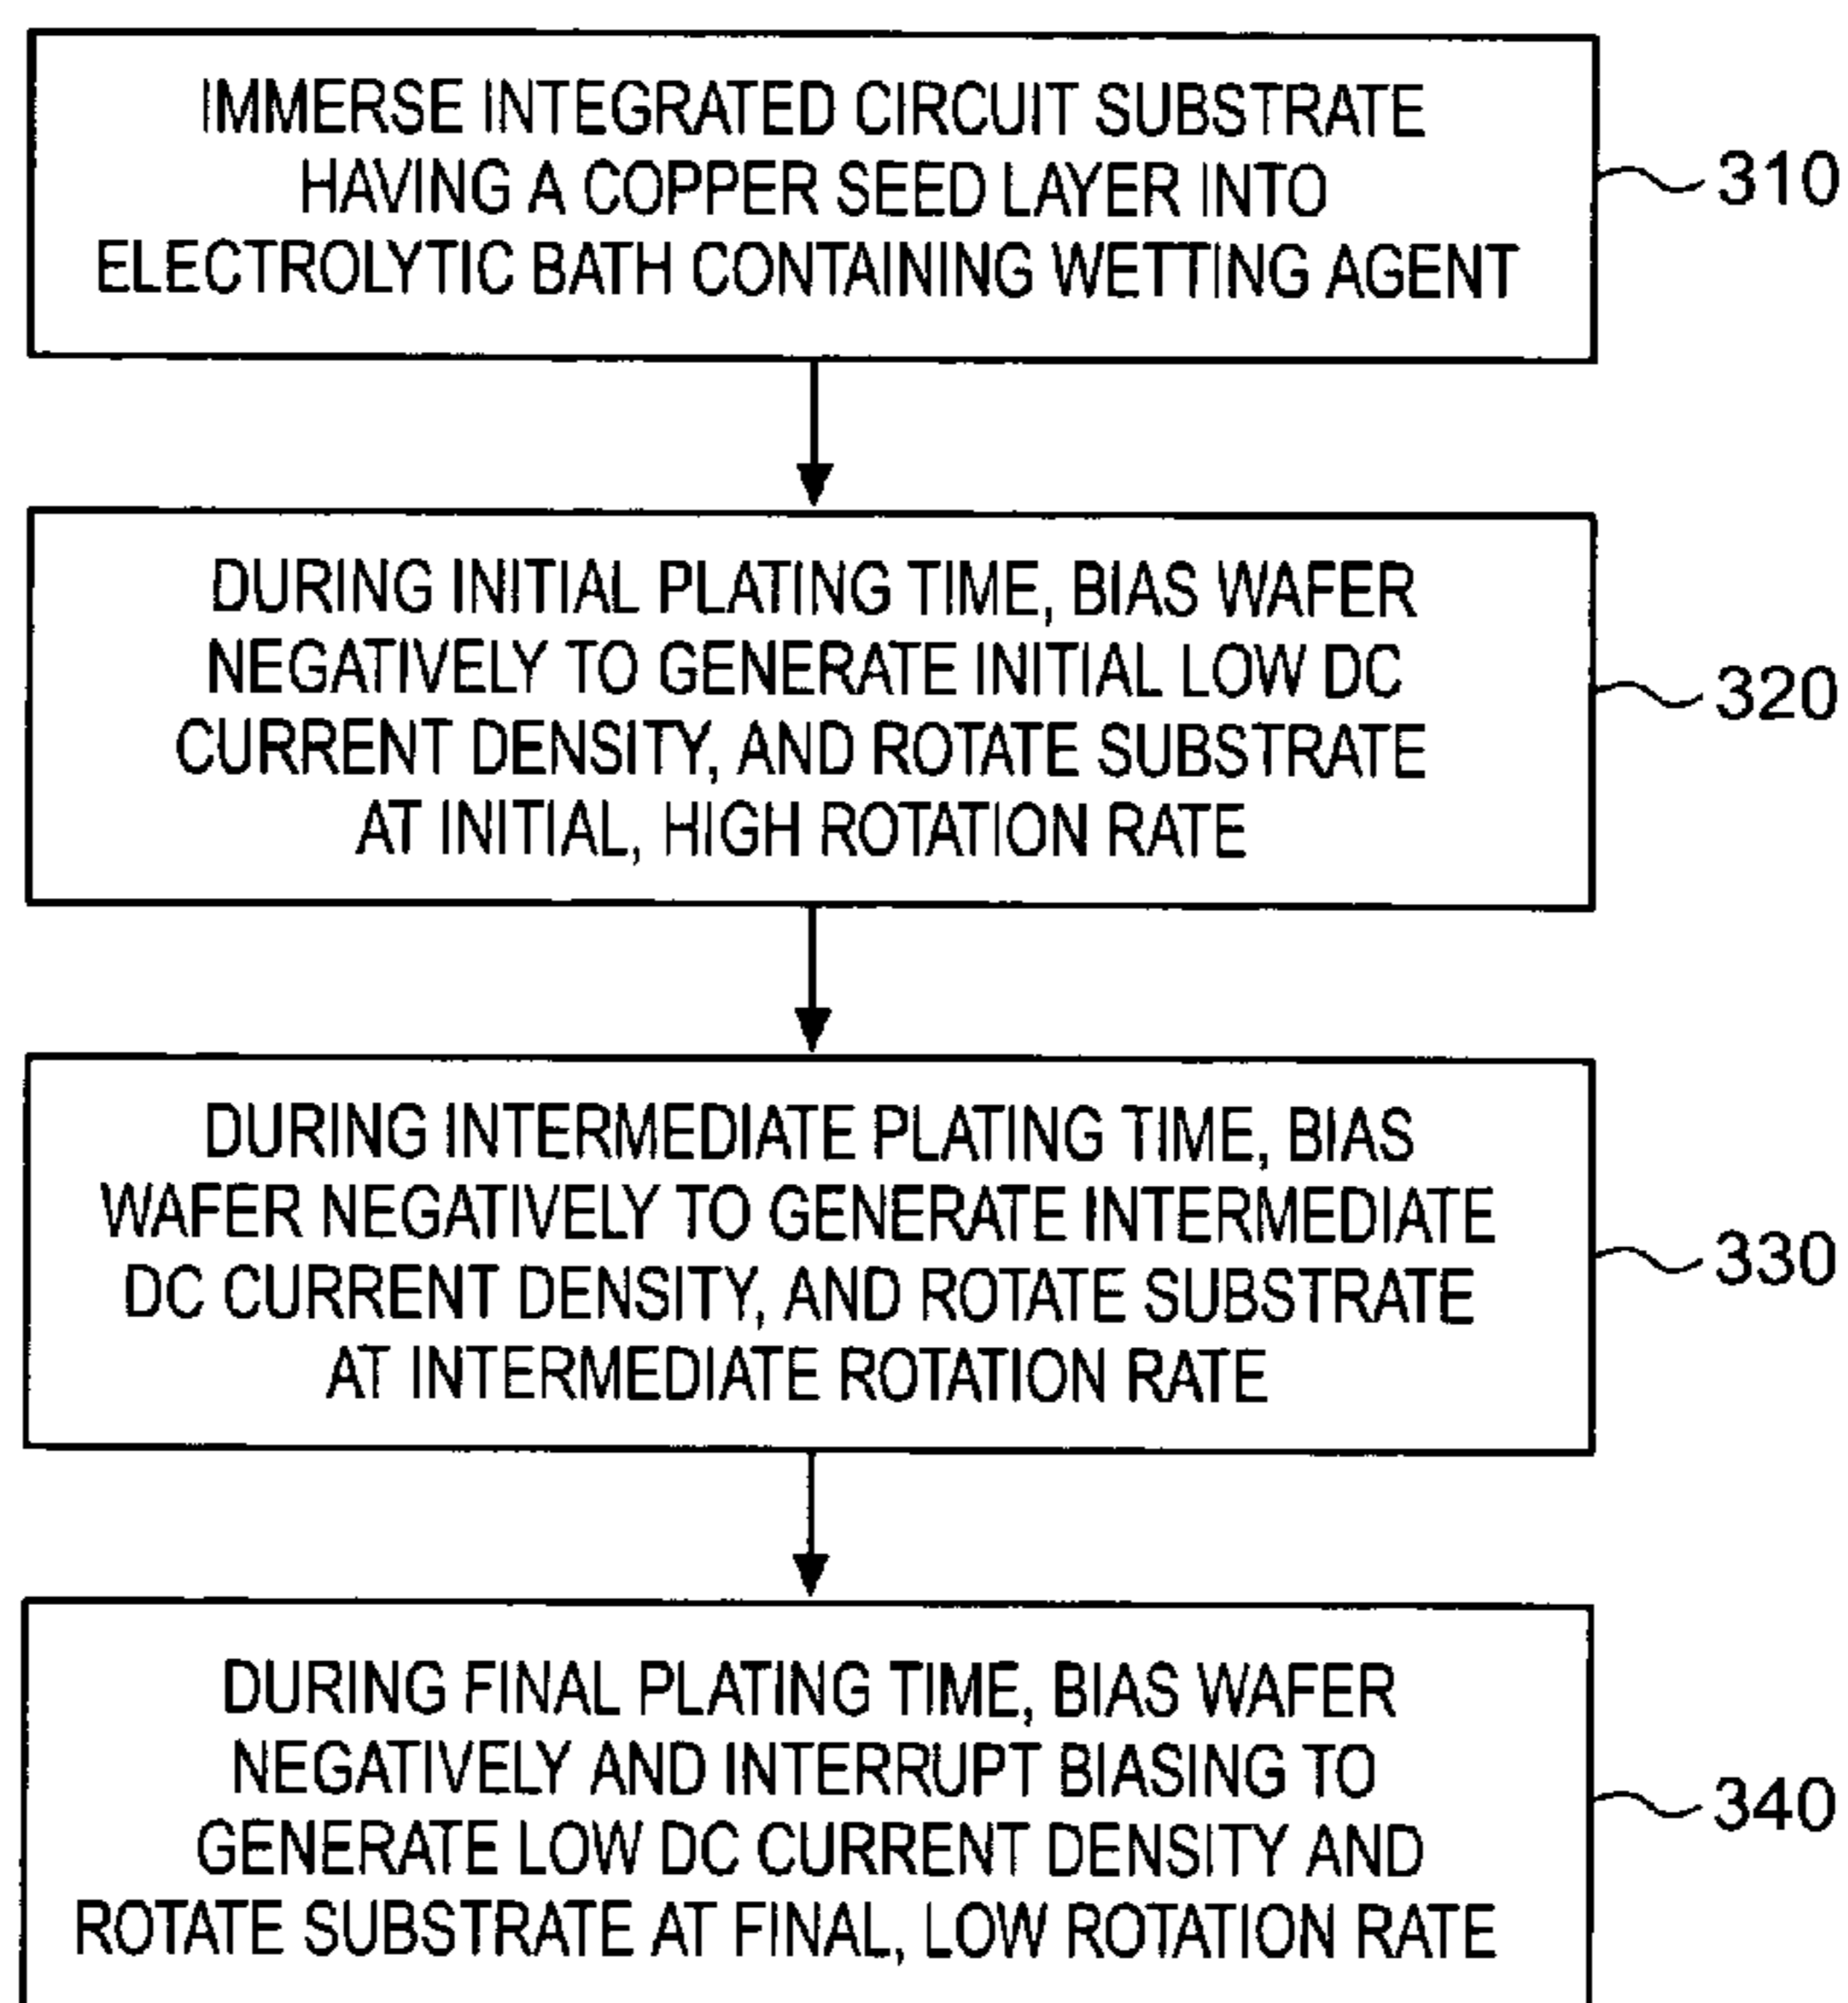 IMMERSE INTEGRATED CIRCUIT SUBSTRATE
HAVING A COPPER SEED LAYER INTO
ELECTROLYTIC BATH CONTAINING WETTING AGENT
310
DURING INITIAL PLATING TIME, BIAS WAFER
NEGATIVELY TO GENERATE INITIAL LOW DC
CURRENT DENSITY, AND ROTATE SUBSTRATE
AT INITIAL, HIGH ROTATION RATE
320
DURING INTERMEDIATE PLATING TIME, BIAS
WAFER NEGATIVELY TO GENERATE INTERMEDIATE
DC CURRENT DENSITY, AND ROTATE SUBSTRATE
AT INTERMEDIATE ROTATION RATE
330
DURING FINAL PLATING TIME, BIAS WAFER
NEGATIVELY AND INTERRUPT BIASING TO
GENERATE LOW DC CURRENT DENSITY AND
ROTATE SUBSTRATE AT FINAL, LOW ROTATION RATE
340